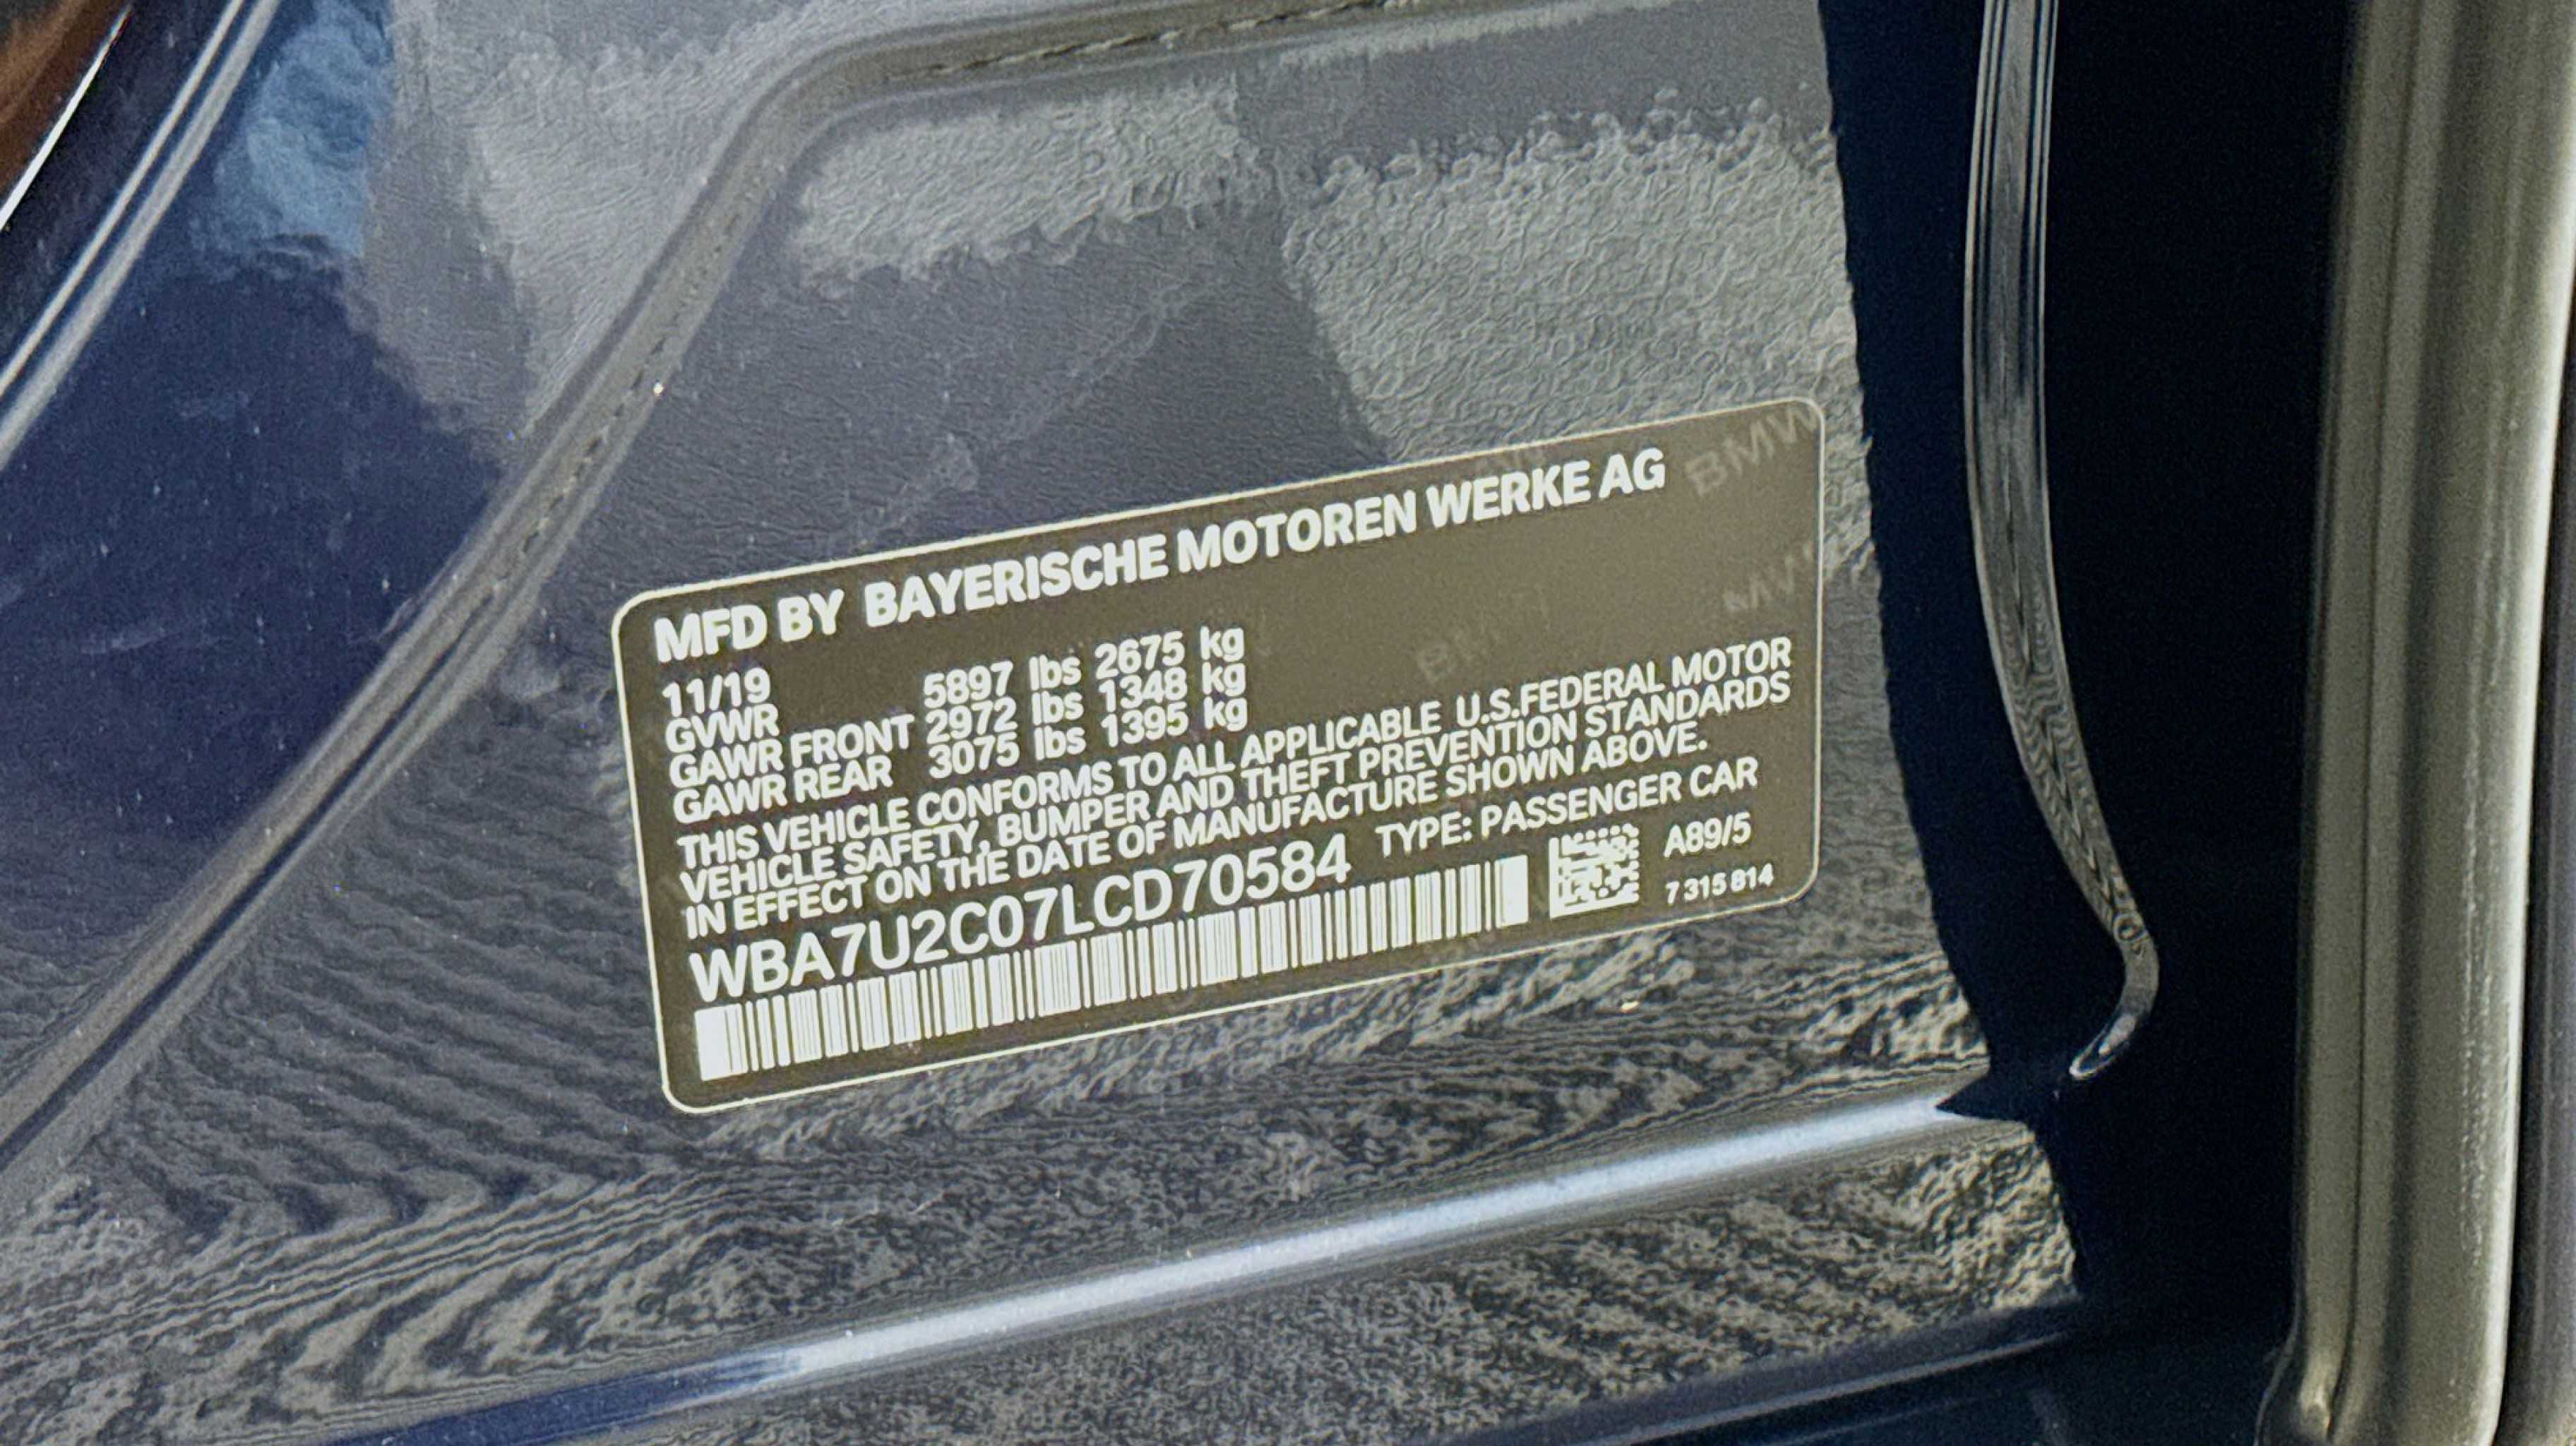 MFD BY BAYERISCHE MOTOREN WERKE AG
BMW
11/19
GVWR 5897 lbs 2675 kg
GAWR FRONT 2972 lbs 1348 kg
GAWR REAR 3075 lbs 1395 kg
THIS VEHICLE CONFORMS TO ALL APPLICABLE U.S.FEDERAL MOTOR
VEHICLE SAFETY, BUMPER AND THEFT PREVENTION STANDARDS
IN EFFECT ON THE DATE OF MANUFACTURE SHOWN ABOVE.
WBA7U2C07LCD70584 TYPE: PASSENGER CAR
A89/5
7 315 814